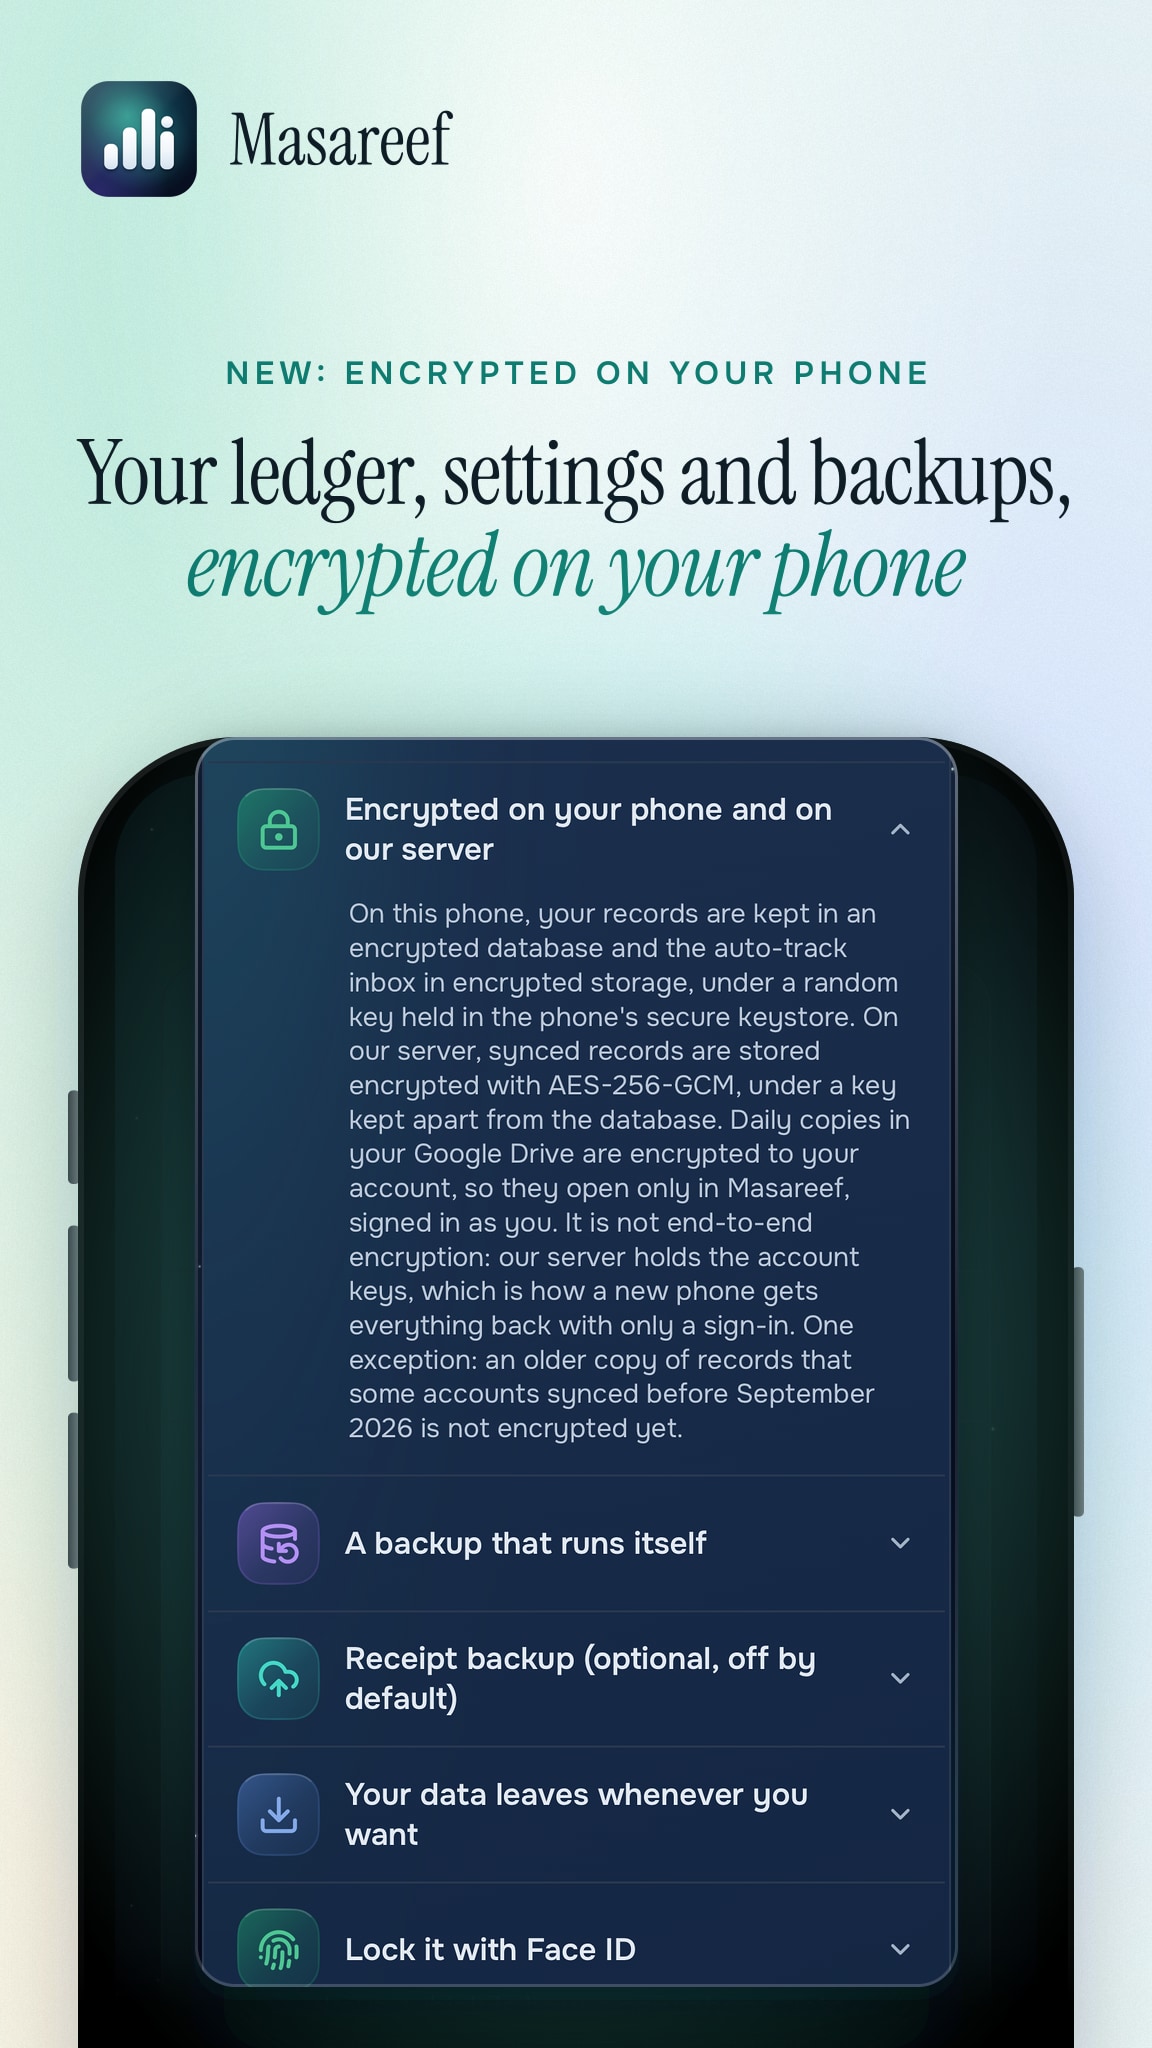 Masareef
NEW: ENCRYPTED ON YOUR PHONE
Your ledger, settings and backups,
encrypted on your phone
Encrypted on your phone and on
our server
On this phone, your records are kept in an
encrypted database and the auto-track
inbox in encrypted storage, under a random
key held in the phone's secure keystore. On
our server, synced records are stored
encrypted with AES-256-GCM, under a key
kept apart from the database. Daily copies in
your Google Drive are encrypted to your
account, so they open only in Masareef,
signed in as you. It is not end-to-end
encryption: our server holds the account
keys, which is how a new phone gets
everything back with only a sign-in. One
exception: an older copy of records that
some accounts synced before September
2026 is not encrypted yet.
A backup that runs itself
Receipt backup (optional, off by
default)
Your data leaves whenever you
want
Lock it with Face ID